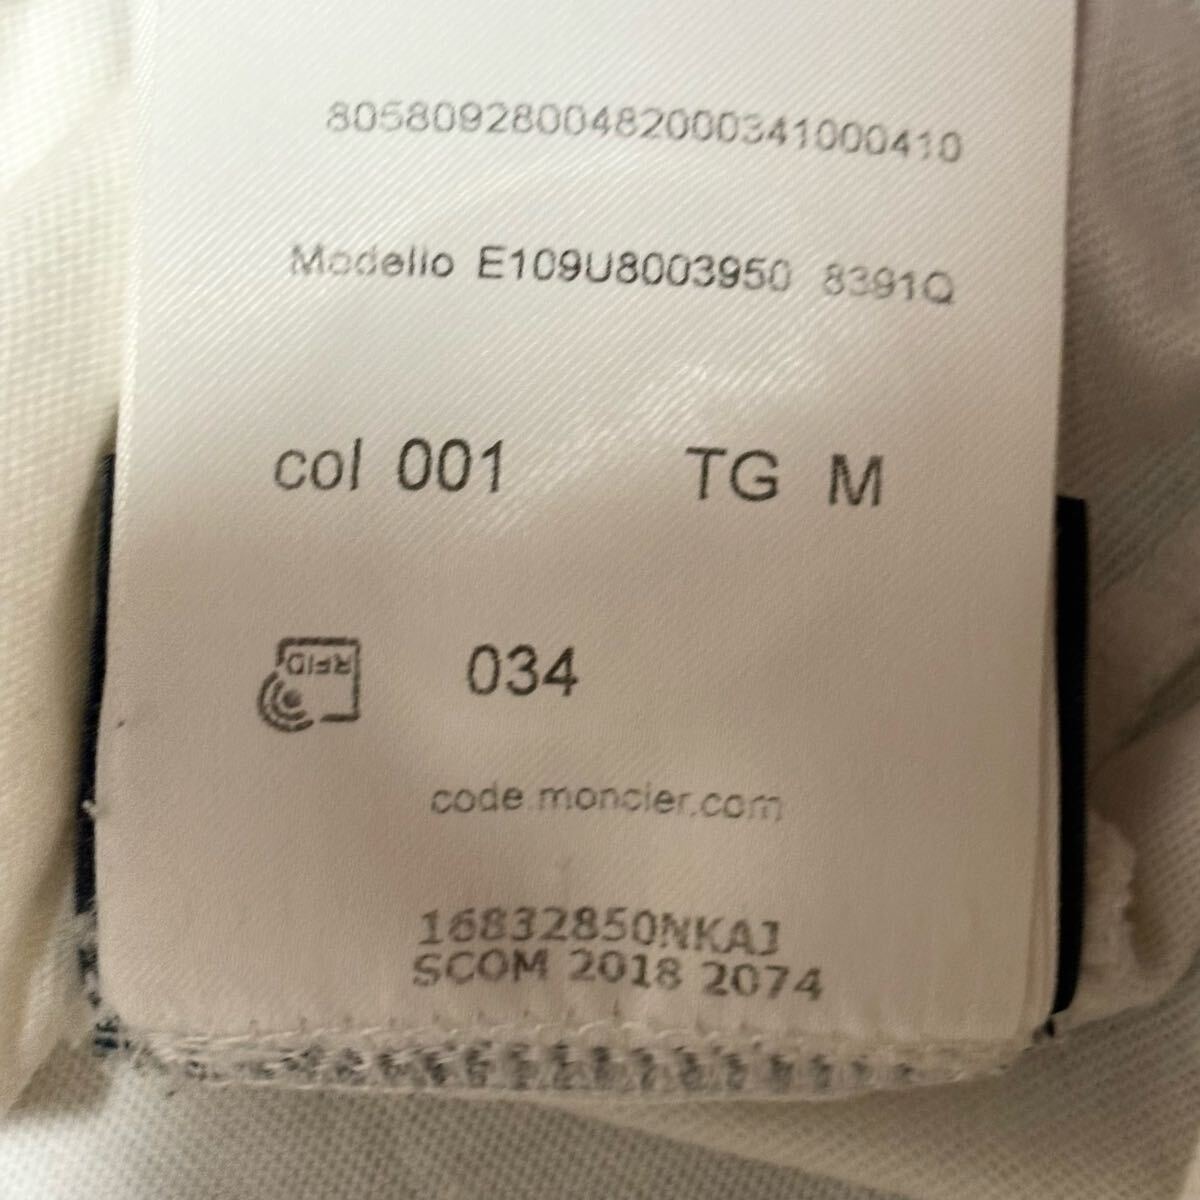 8058092800482000341000410
Modello E109U8003950 8391Q
col 001 TG M
RFID 034
code.moncler.com
16832850NKAJ
SCOM 2018 2074